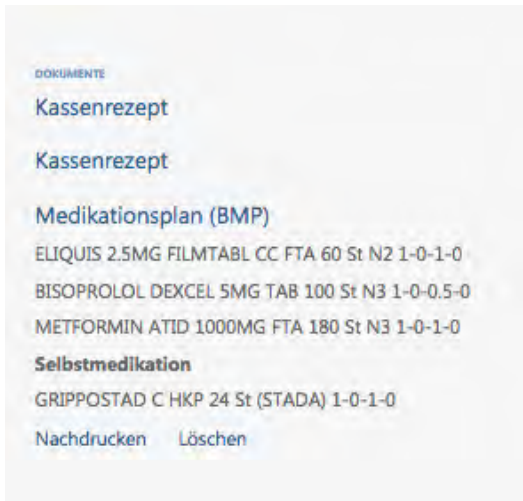 DOKUMENTE
Kassenrezept
Kassenrezept
Medikationsplan (BMP)
ELIQUIS 2.5MG FILMTABL CC FTA 60 St N2 1-0-1-0
BISOPROLOL DEXCEL 5MG TAB 100 St N3 1-0-0.5-0
METFORMIN ATID 1000MG FTA 180 St N3 1-0-1-0
Selbstmedikation
GRIPPOSTAD C HKP 24 St (STADA) 1-0-1-0
Nachdrucken Löschen